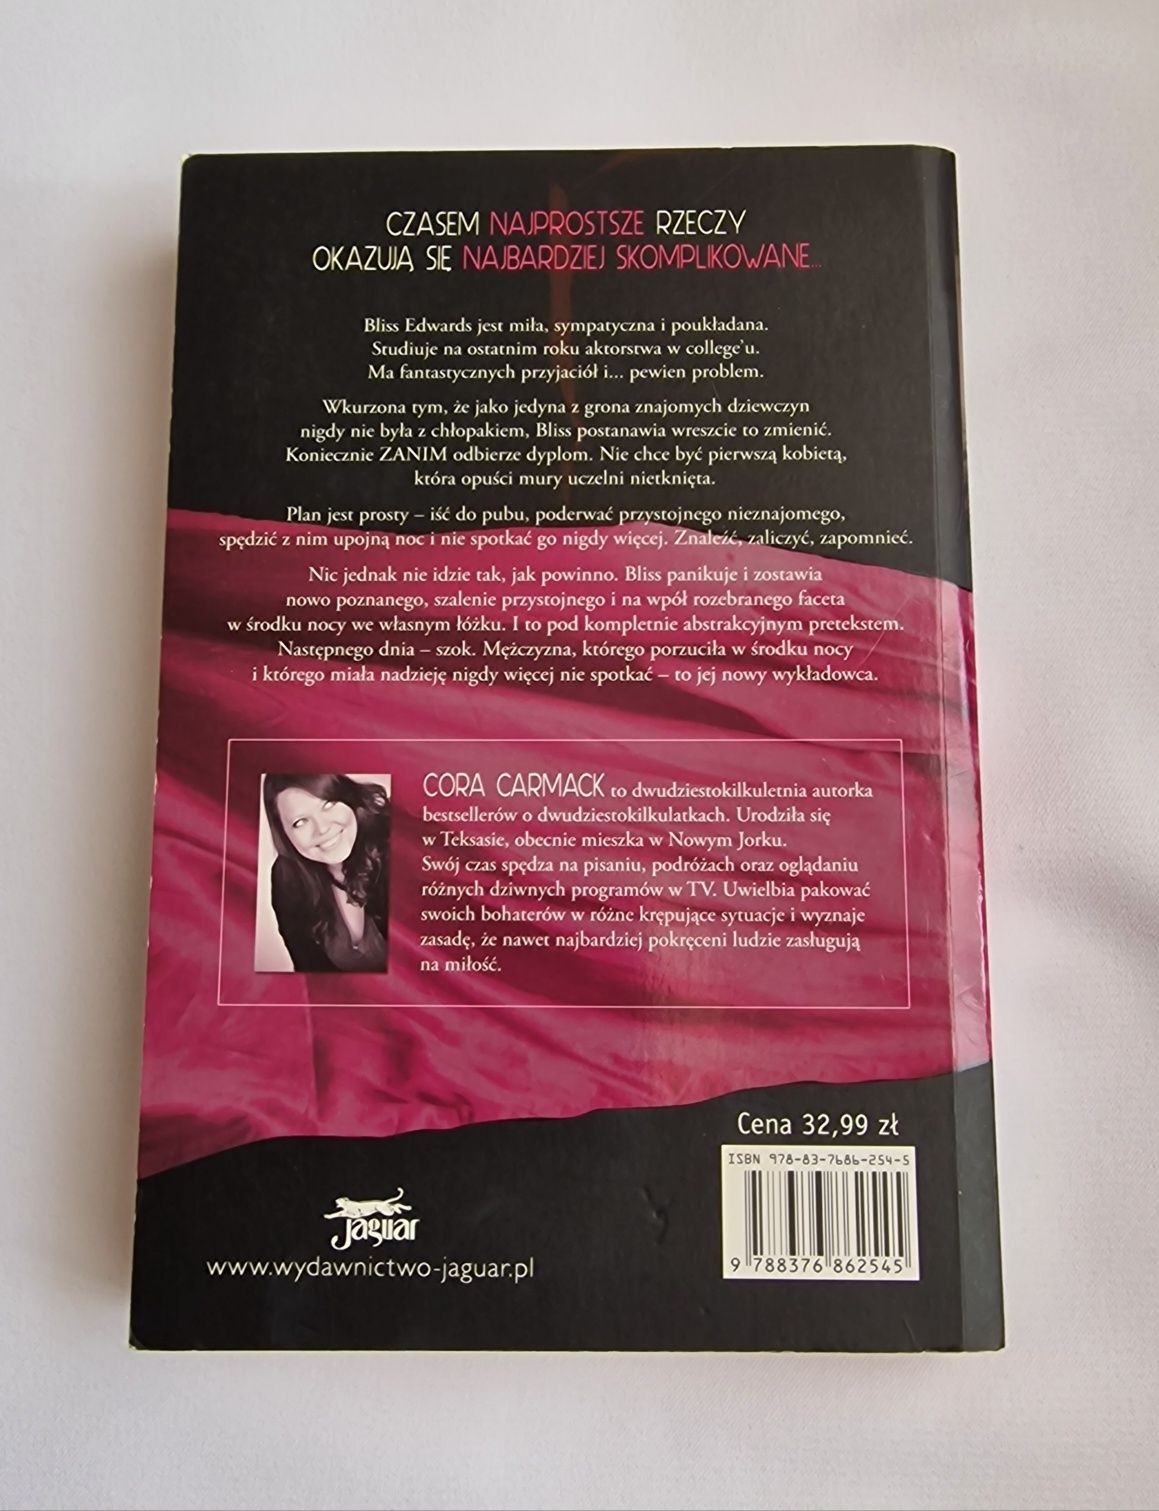 CZASEM NAJPROSTSZE RZECZY
OKAZUJĄ SIĘ NAJBARDZIEJ SKOMPLIKOWANE...
Bliss Edwards jest miła, sympatyczna i poukładana.
Studiuje na ostatnim roku aktorstwa w college'u.
Ma fantastycznych przyjaciół i... pewien problem.
Wkurzona tym, że jako jedyna z grona znajomych dziewczyn
nigdy nie była z chłopakiem, Bliss postanawia wreszcie to zmienić.
Koniecznie ZANIM odbierze dyplom. Nie chce być pierwszą kobietą,
która opuści mury uczelni nietknięta.
Plan jest prosty – iść do pubu, poderwać przystojnego nieznajomego,
spędzić z nim upojną noc i nie spotkać go nigdy więcej. Znaleźć, zaliczyć, zapomnieć.
Nic jednak nie idzie tak, jak powinno. Bliss panikuje i zostawia
nowo poznanego, szalenie przystojnego i na wpół rozebranego faceta
w środku nocy we własnym łóżku. I to pod kompletnie abstrakcyjnym pretekstem.
Następnego dnia – szok. Mężczyzna, którego porzuciła w środku nocy
i którego miała nadzieję nigdy więcej nie spotkać – to jej nowy wykładowca.
CORA CARMACK to dwudziestokilkuletnia autorka
bestsellerów o dwudziestokilkulatkach. Urodziła się
w Teksasie, obecnie mieszka w Nowym Jorku.
Swój czas spędza na pisaniu, podróżach oraz oglądaniu
różnych dziwnych programów w TV. Uwielbia pakować
swoich bohaterów w różne krępujące sytuacje i wyznaje
zasadę, że nawet najbardziej pokręceni ludzie zasługują
na miłość.
Cena 32,99 zł
ISBN 978-83-7686-254-5
9 788376 862545
Jaguar
www.wydawnictwo-jaguar.pl